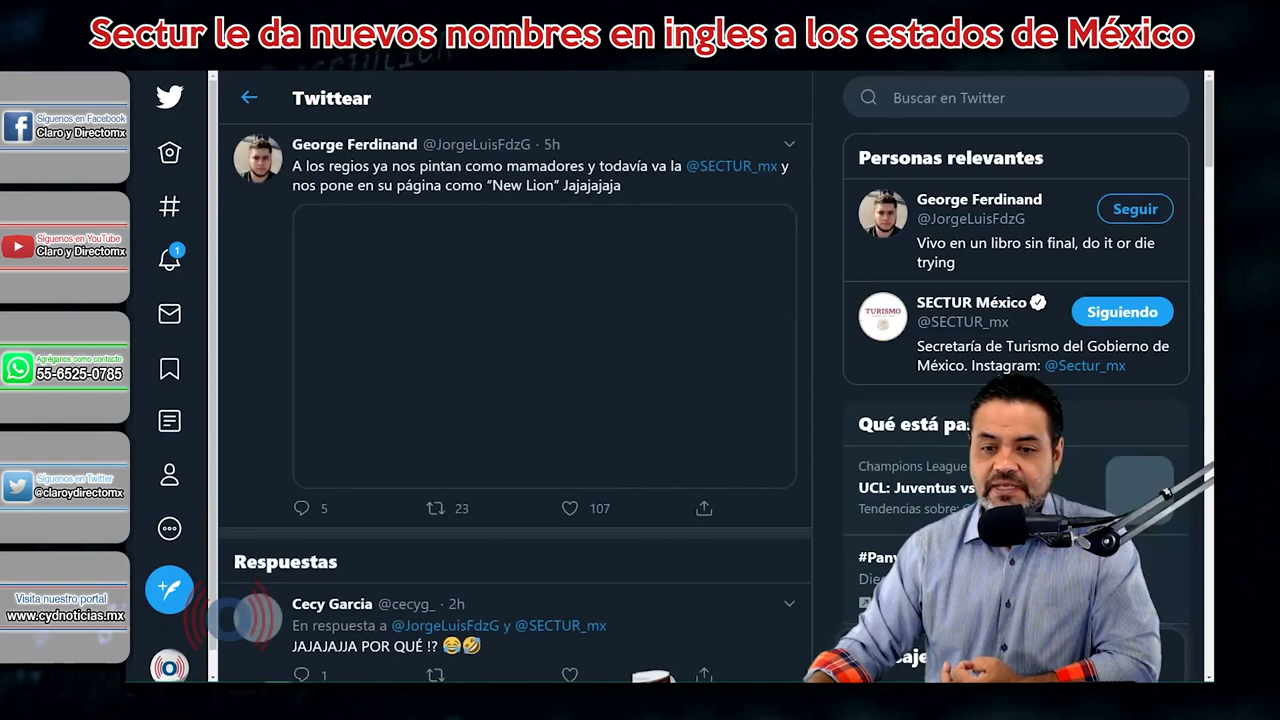 Sectur le da nuevos nombres en ingles a los estados de México
Síguenos en Facebook
Claro y Directomx
Síguenos en YouTube
Claro y Directomx
Agréganos como contacto
55-6525-0785
Síguenos en Twitter
@claroydirectomx
Visita nuestro portal
www.cydnoticias.mx
1
Twittear
George Ferdinand @JorgeLuisFdzG · 5h
A los regios ya nos pintan como mamadores y todavía va la @SECTUR_mx y
nos pone en su página como “New Lion” Jajajajaja
5 23 107
Respuestas
Cecy Garcia @cecyg_ · 2h
En respuesta a @JorgeLuisFdzG y @SECTUR_mx
JAJAJAJJA POR QUÉ !? 😂🤣
1
Buscar en Twitter
Personas relevantes
George Ferdinand
@JorgeLuisFdzG
Seguir
Vivo en un libro sin final, do it or die
trying
SECTUR México
@SECTUR_mx
Siguiendo
TURISMO
Secretaría de Turismo del Gobierno de
México. Instagram: @Sectur_mx
Qué está
Champions League
UCL: Juventus vs
Tendencias sobre: